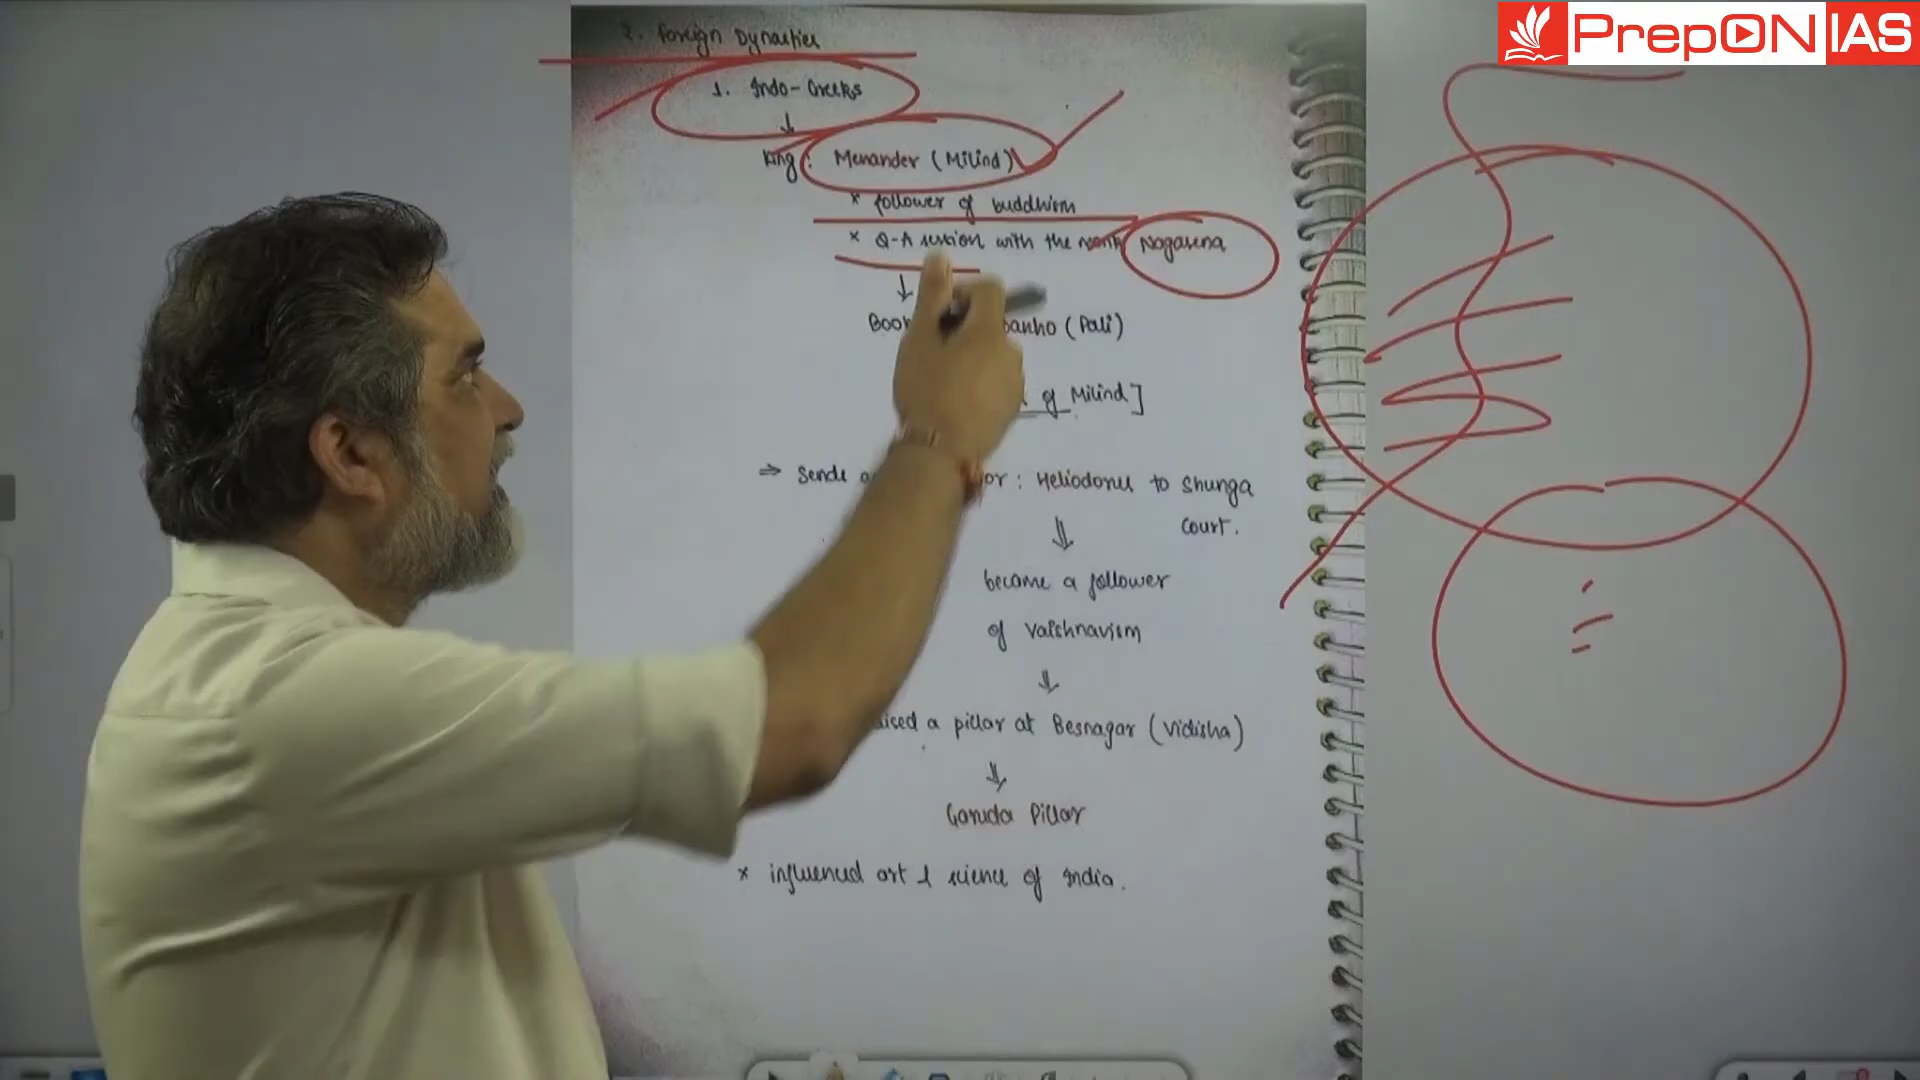 PrepON IAS
2. Foreign Dynasties
1. Indo-Greeks
King: Menander (Milind)
* follower of buddhism
* Q-A session with the monk Nagasena
Book panho (Pali)
of Milind]
⇒ Sends or: Heliodorus to Shunga
court.
became a follower
of Vaishnavism
raised a pillar at Besnagar (Vidisha)
Garuda Pillar
* influenced art & science of India.